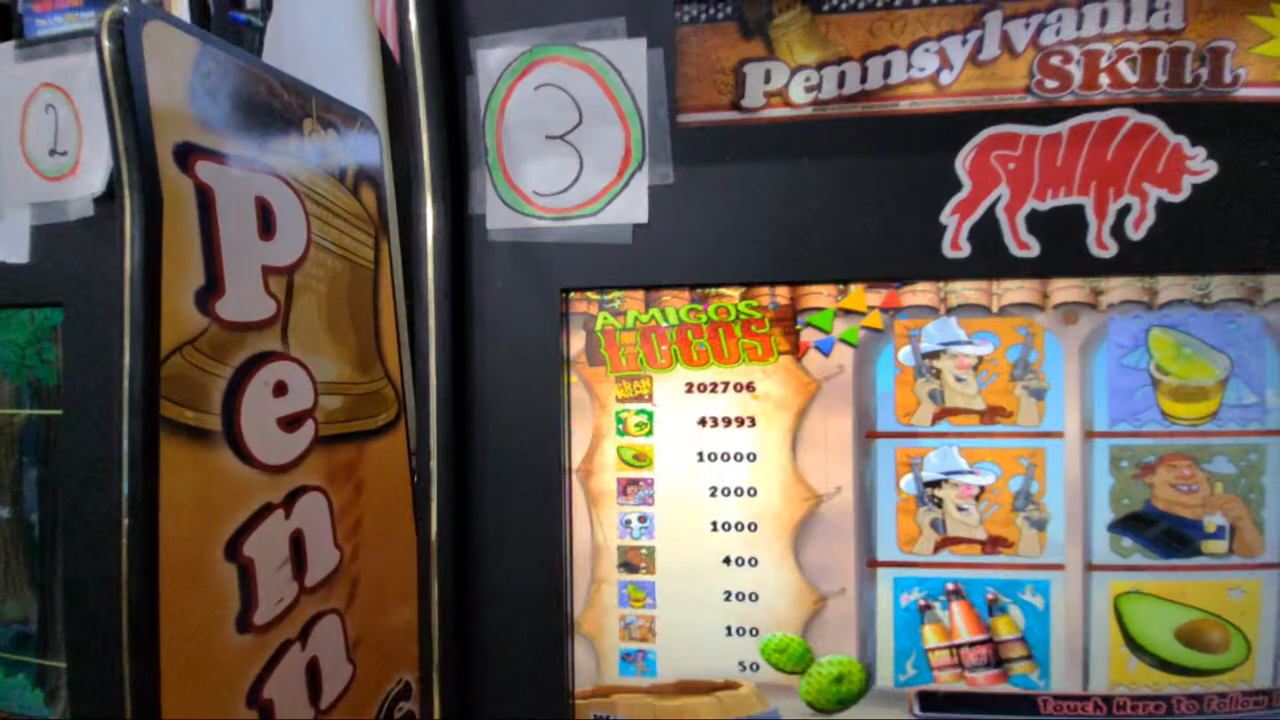 2
3
Pennsylvania
SKILL
Penn
AMIGOS
LOCOS
202706
43993
10000
2000
1000
400
200
100
50
Touch Here To Follow